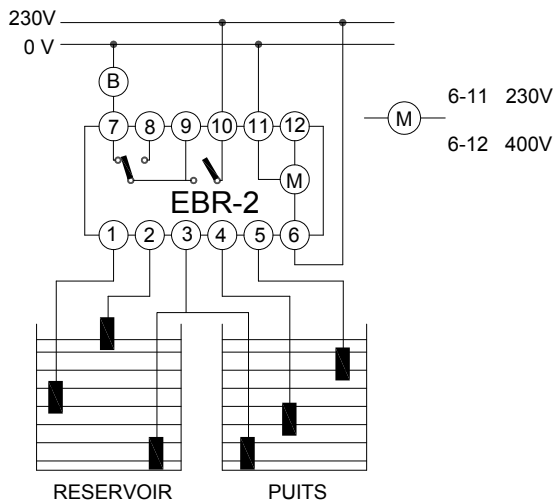 230V
0 V
B
7 8 9 10 11 12
M
6-11 230V
M
6-12 400V
EBR-2
1 2 3 4 5 6
RESERVOIR PUITS